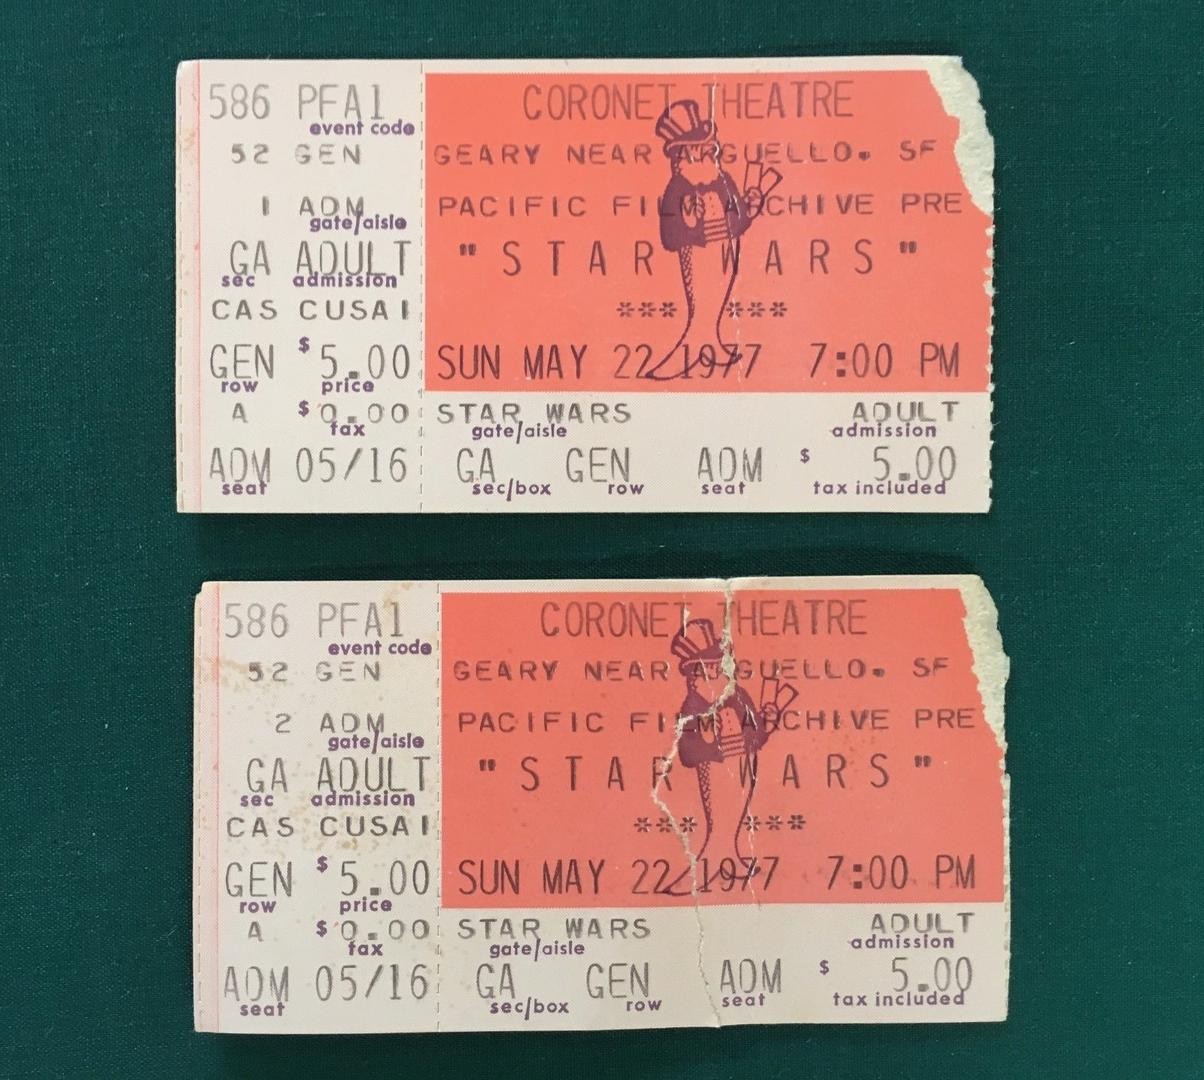 586 PFA1
event code
52 GEN
1 ADM
gate/aisle
GA ADULT
sec admission
CAS CUSA1
GEN $5.00
row price
A $0.00
tax
ADM 05/16
seat
CORONET THEATRE
GEARY NEAR ARGUELLO. SF
PACIFIC FILM ARCHIVE PRE
"STAR WARS"
*** ***
SUN MAY 22 1977 7:00 PM
STAR WARS ADULT
gate/aisle admission
GA GEN ADM $ 5.00
sec/box row seat tax included
586 PFA1
event code
52 GEN
2 ADM
gate/aisle
GA ADULT
sec admission
CAS CUSA1
GEN $5.00
row price
A $0.00
tax
ADM 05/16
seat
CORONET THEATRE
GEARY NEAR ARGUELLO. SF
PACIFIC FILM ARCHIVE PRE
"STAR WARS"
*** ***
SUN MAY 22 1977 7:00 PM
STAR WARS ADULT
gate/aisle admission
GA GEN ADM $ 5.00
sec/box row seat tax included